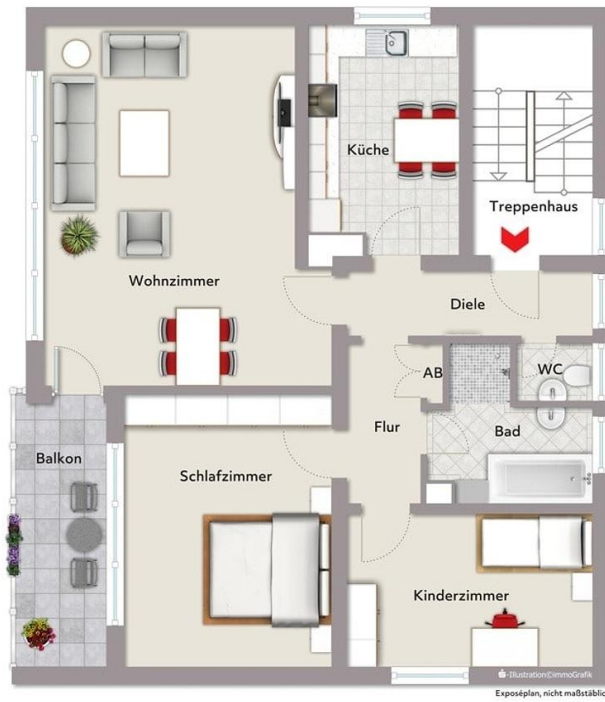 Küche
Treppenhaus
Wohnzimmer
Diele
AB
WC
Flur
Bad
Balkon
Schlafzimmer
Kinderzimmer
-Illustration©immoGrafik
Exposéplan, nicht maßstäblic